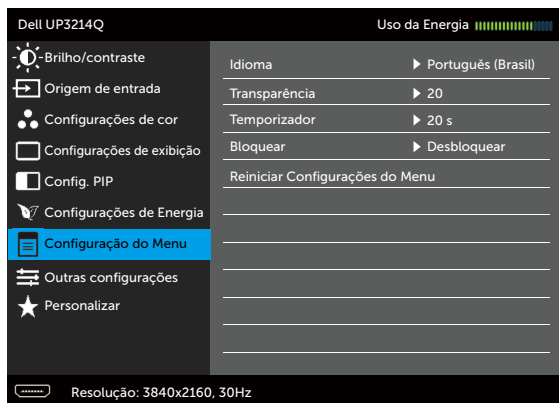 Dell UP3214Q
Uso da Energia
Brilho/contraste
Origem de entrada
Configurações de cor
Configurações de exibição
Config. PIP
Configurações de Energia
Configuração do Menu
Outras configurações
Personalizar
Idioma Português (Brasil)
Transparência 20
Temporizador 20 s
Bloquear Desbloquear
Reiniciar Configurações do Menu
Resolução: 3840x2160, 30Hz